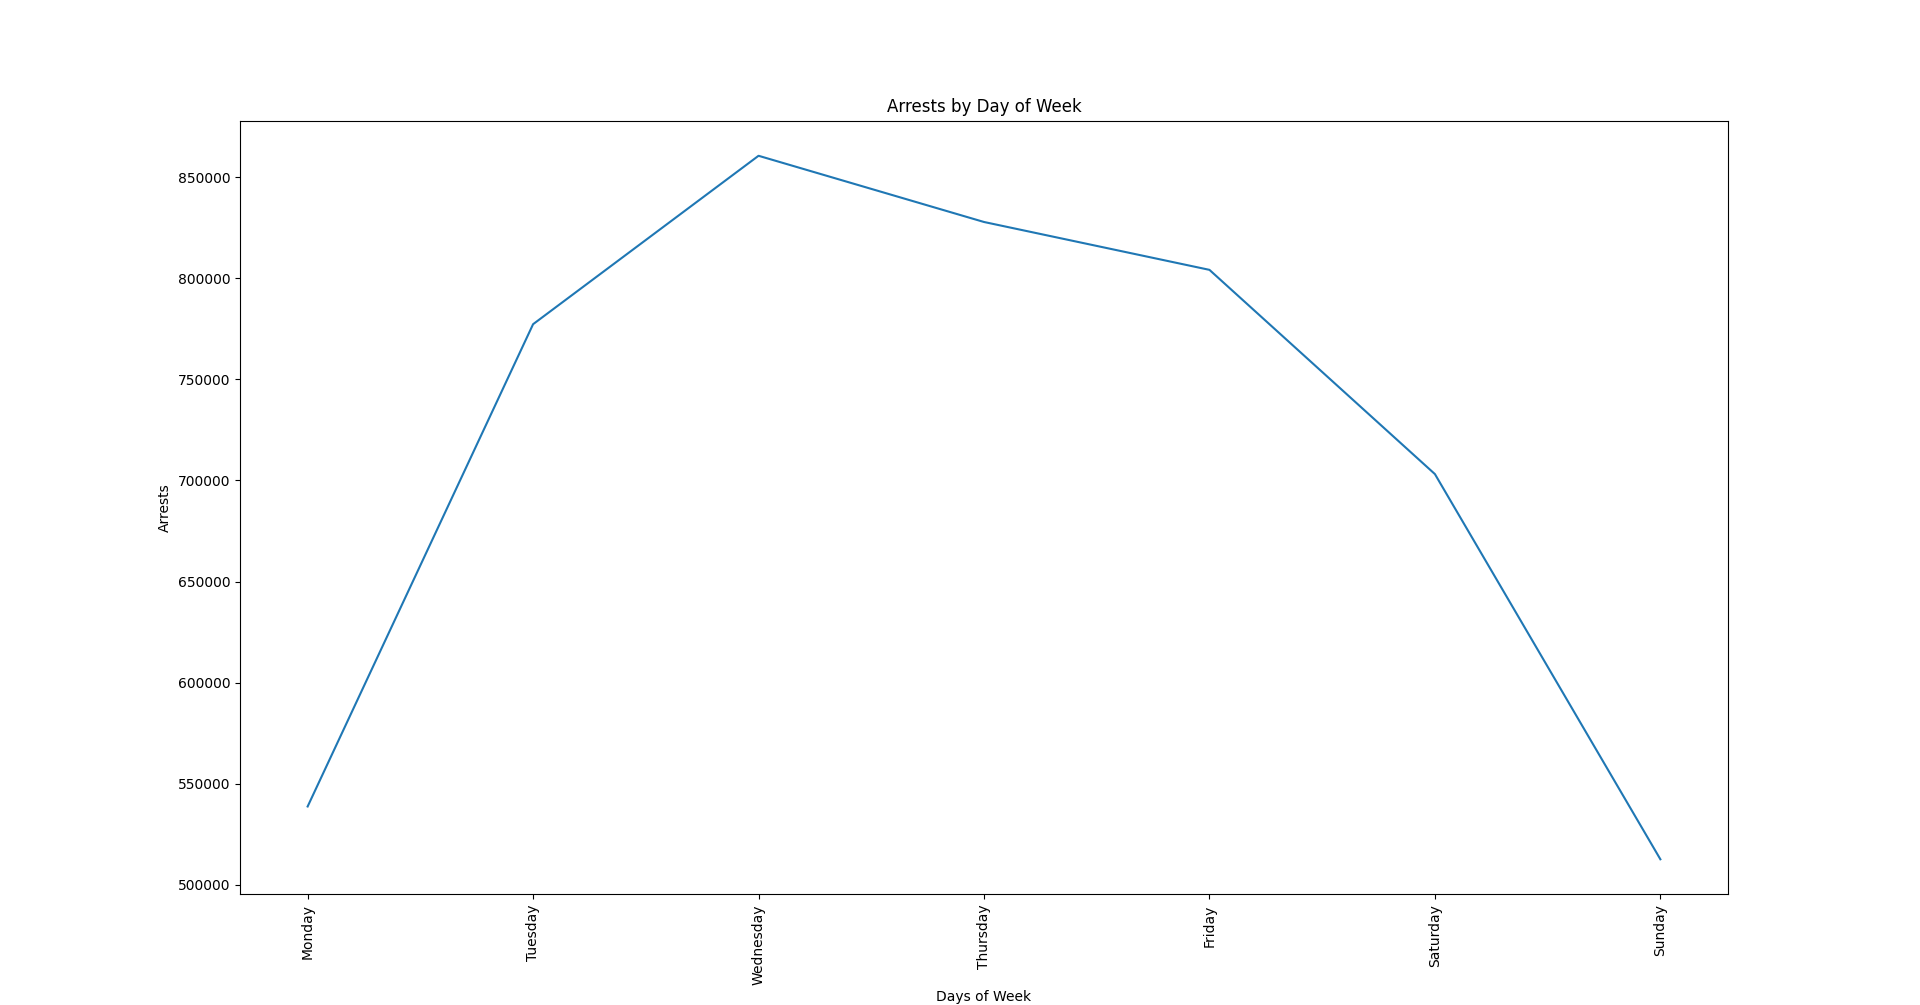 Arrests by Day of Week
850000
800000
750000
700000
650000
600000
550000
500000
Arrests
Monday
Tuesday
Wednesday
Thursday
Friday
Saturday
Sunday
Days of Week